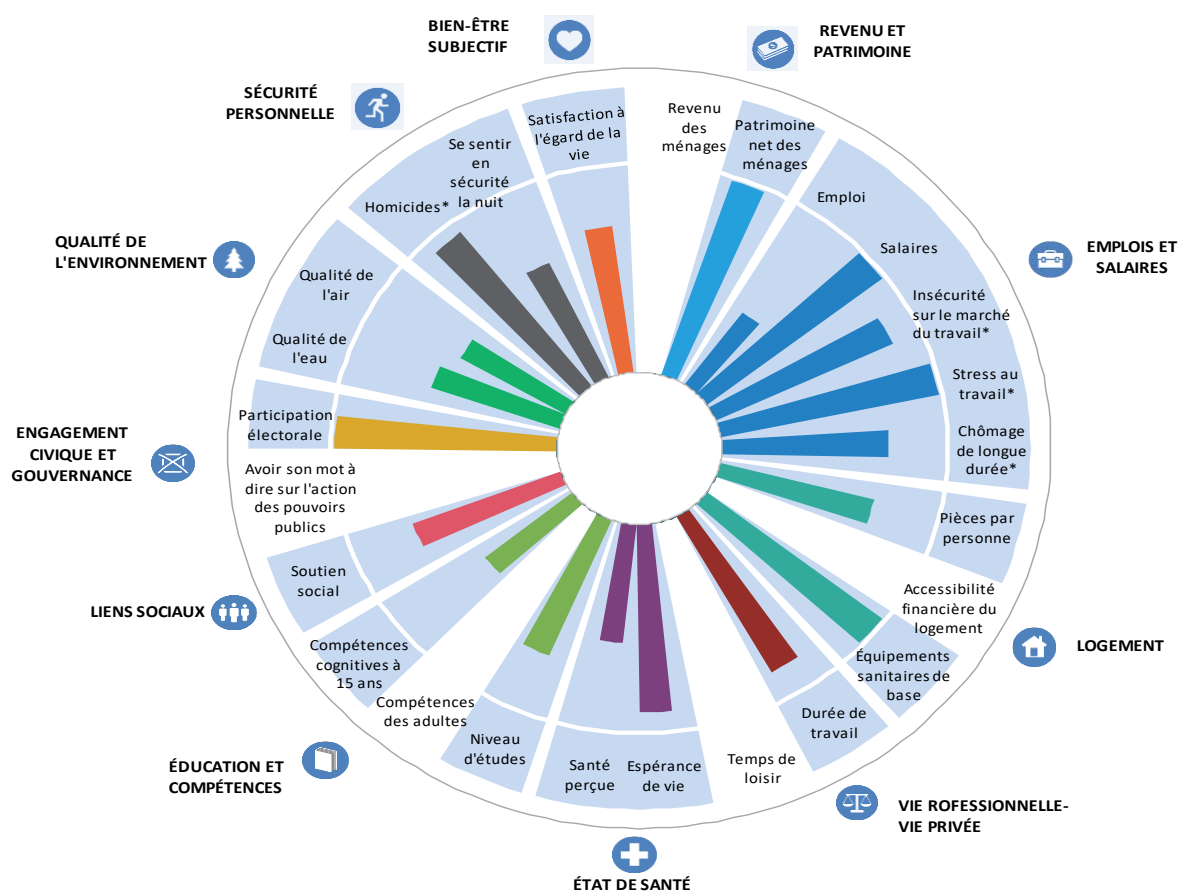 BIEN-ÊTRE
SUBJECTIF
REVENU ET
PATRIMOINE
SÉCURITÉ
PERSONNELLE
Satisfaction à
l'égard de la
vie
Revenu
des
ménages
Patrimoine
net des
ménages
Se sentir
en
sécurité
la nuit
Homicides*
Emploi
Salaires
EMPLOIS ET
SALAIRES
QUALITÉ DE
L'ENVIRONNEMENT
Qualité de
l'air
Qualité de
l'eau
Insécurité
sur le marché
du travail*
Stress au
travail*
Chômage
de longue
durée*
Participation
électorale
ENGAGEMENT
CIVIQUE ET
GOUVERNANCE
Avoir son mot à
dire sur l'action
des pouvoirs
publics
Pièces par
personne
Accessibilité
financière du
logement
LOGEMENT
Équipements
sanitaires de
base
Soutien
social
LIENS SOCIAUX
Compétences
cognitives à
15 ans
Compétences
des adultes
Niveau
d'études
ÉDUCATION ET
COMPÉTENCES
Santé
perçue
Espérance
de vie
Temps de
loisir
Durée de
travail
VIE ROFESSIONNELLE-
VIE PRIVÉE
ÉTAT DE SANTÉ